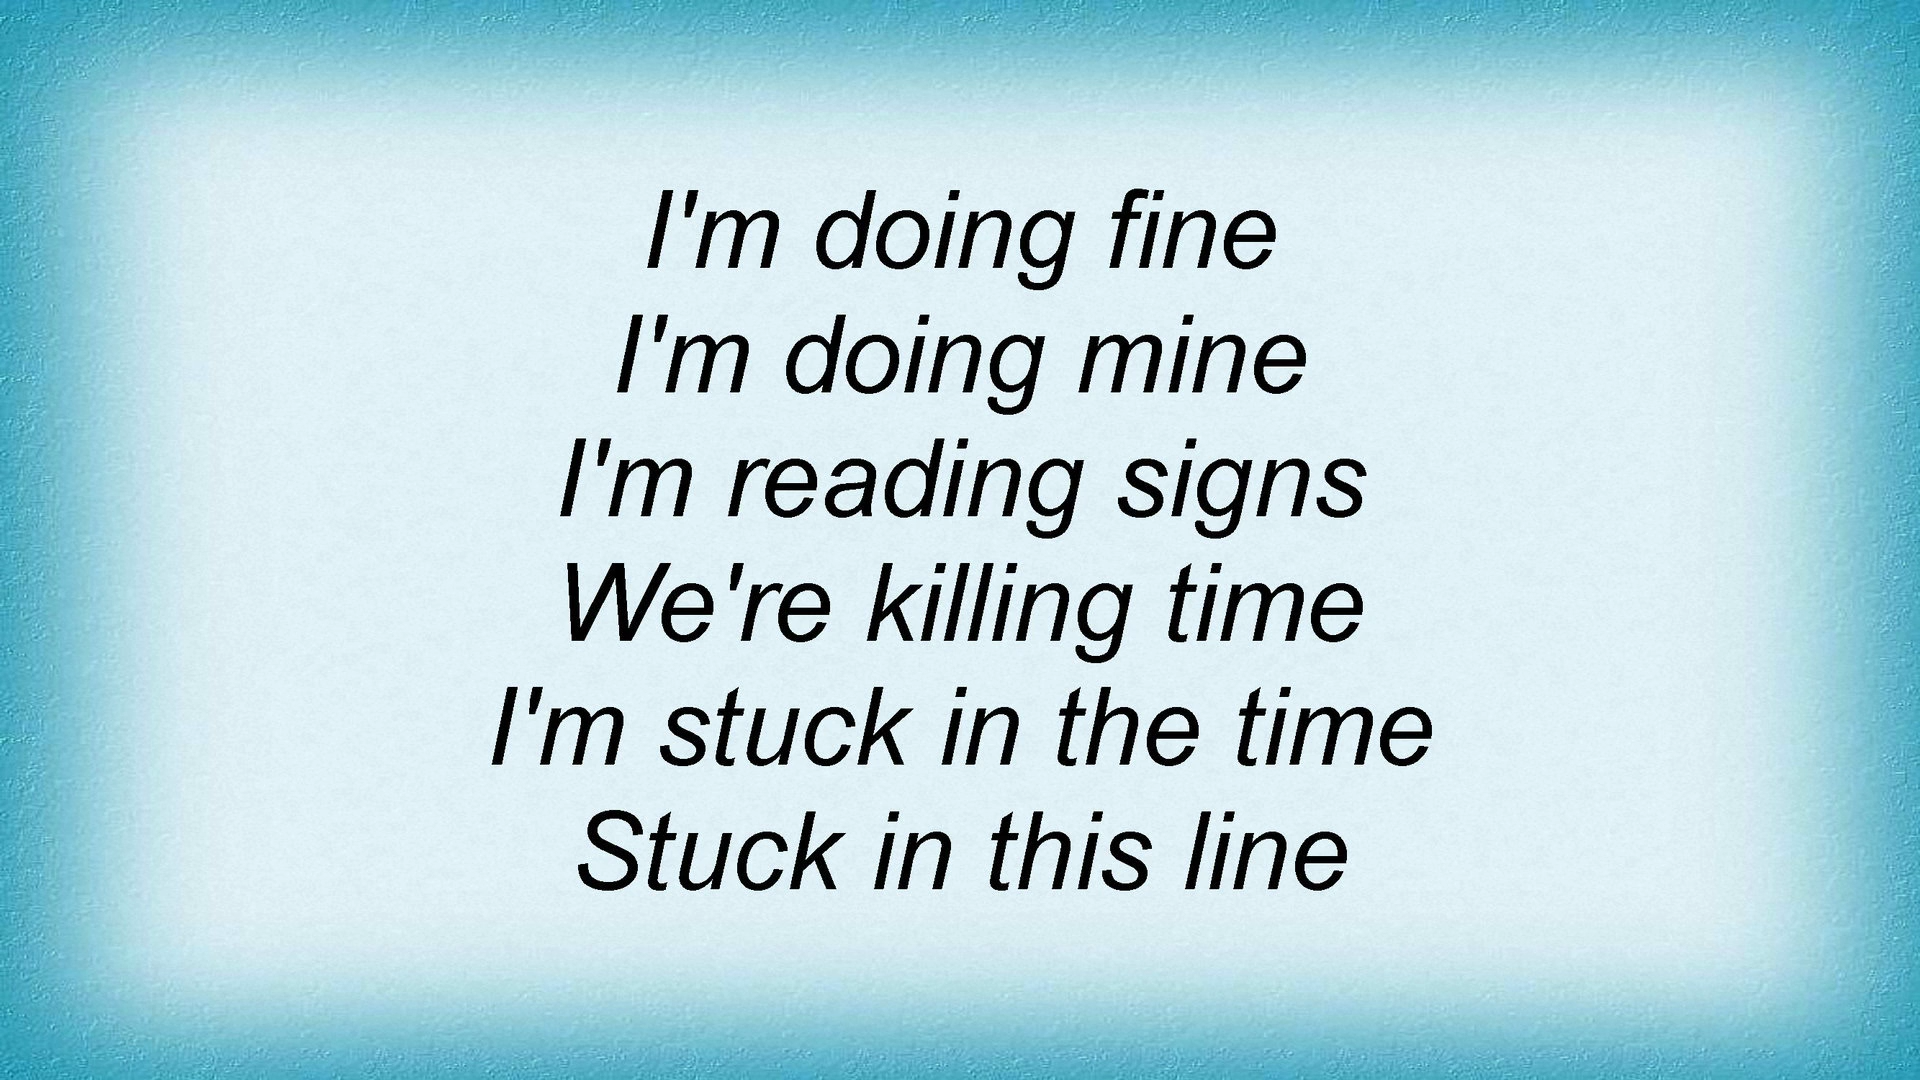 I'm doing fine
I'm doing mine
I'm reading signs
We're killing time
I'm stuck in the time
Stuck in this line